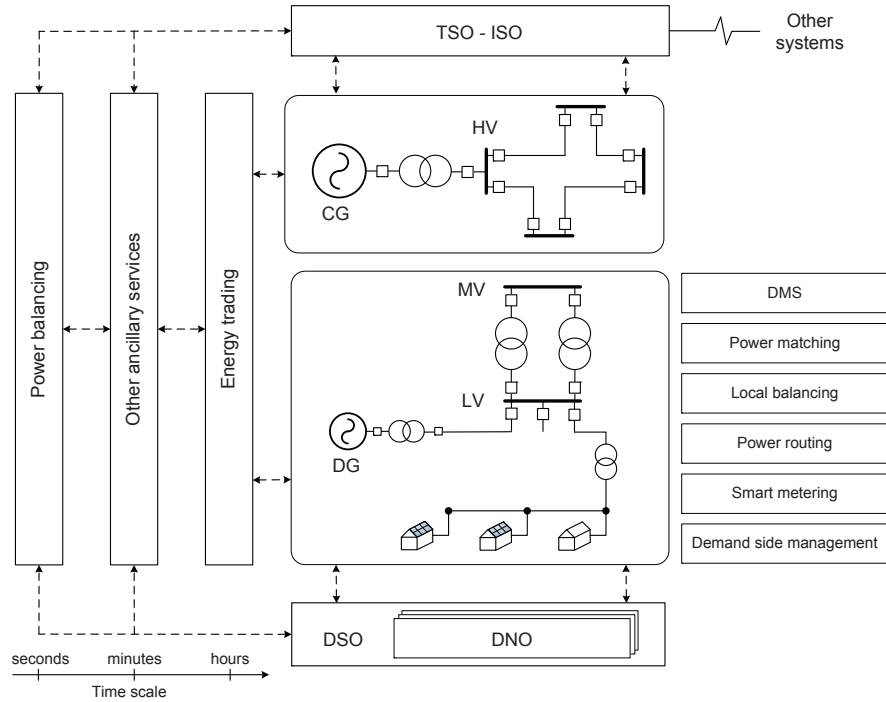 TSO - ISO
Other
systems
Power balancing
Other ancillary services
Energy trading
HV
CG
MV
LV
DG
DMS
Power matching
Local balancing
Power routing
Smart metering
Demand side management
DSO
DNO
seconds
minutes
hours
Time scale